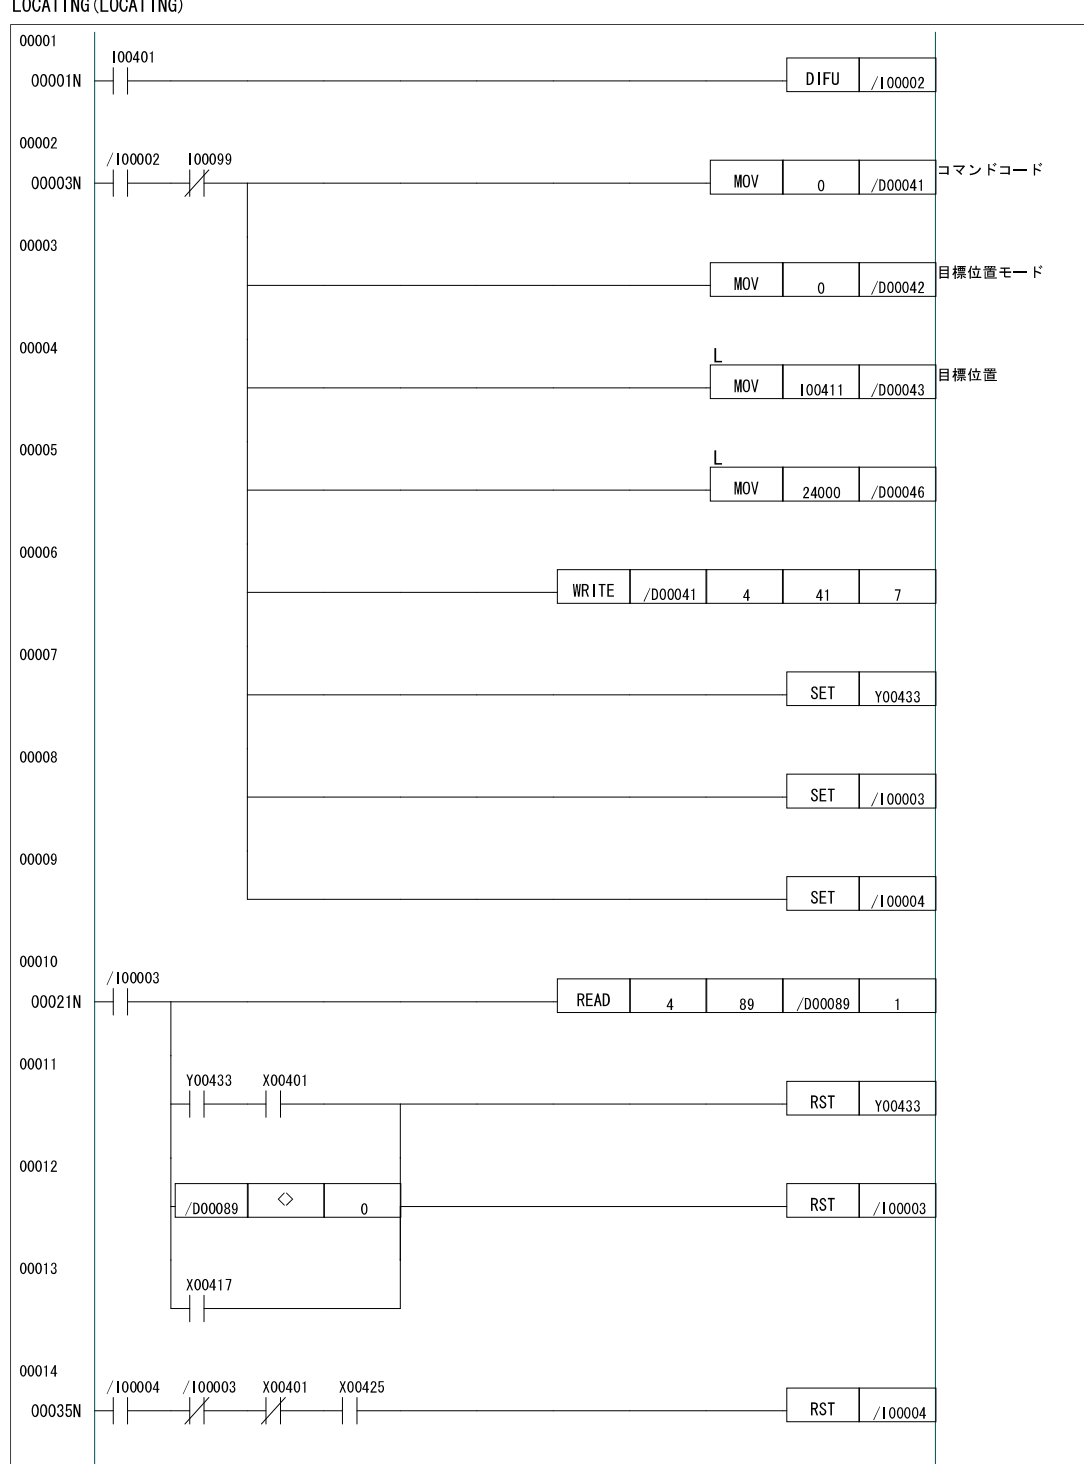 LOCATING(LOCATING)
00001
I00401
00001N
DIFU /I00002
00002
/I00002 I00099
00003N
MOV 0 /D00041 コマンドコード
00003
MOV 0 /D00042 目標位置モード
00004
L
MOV I00411 /D00043 目標位置
00005
L
MOV 24000 /D00046
00006
WRITE /D00041 4 41 7
00007
SET Y00433
00008
SET /I00003
00009
SET /I00004
00010
/I00003
00021N
READ 4 89 /D00089 1
00011
Y00433 X00401
RST Y00433
00012
/D00089 <> 0
RST /I00003
00013
X00417
00014
/I00004 /I00003 X00401 X00425
00035N
RST /I00004